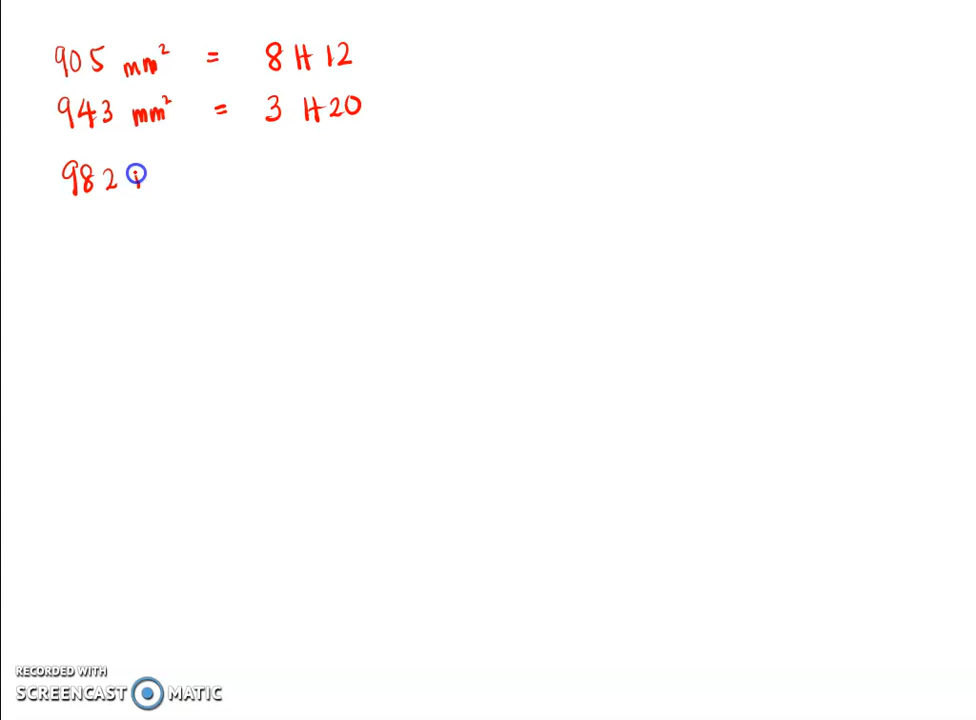 905 mm² = 8 H 12
943 mm² = 3 H20
982
RECORDED WITH
SCREENCAST MATIC